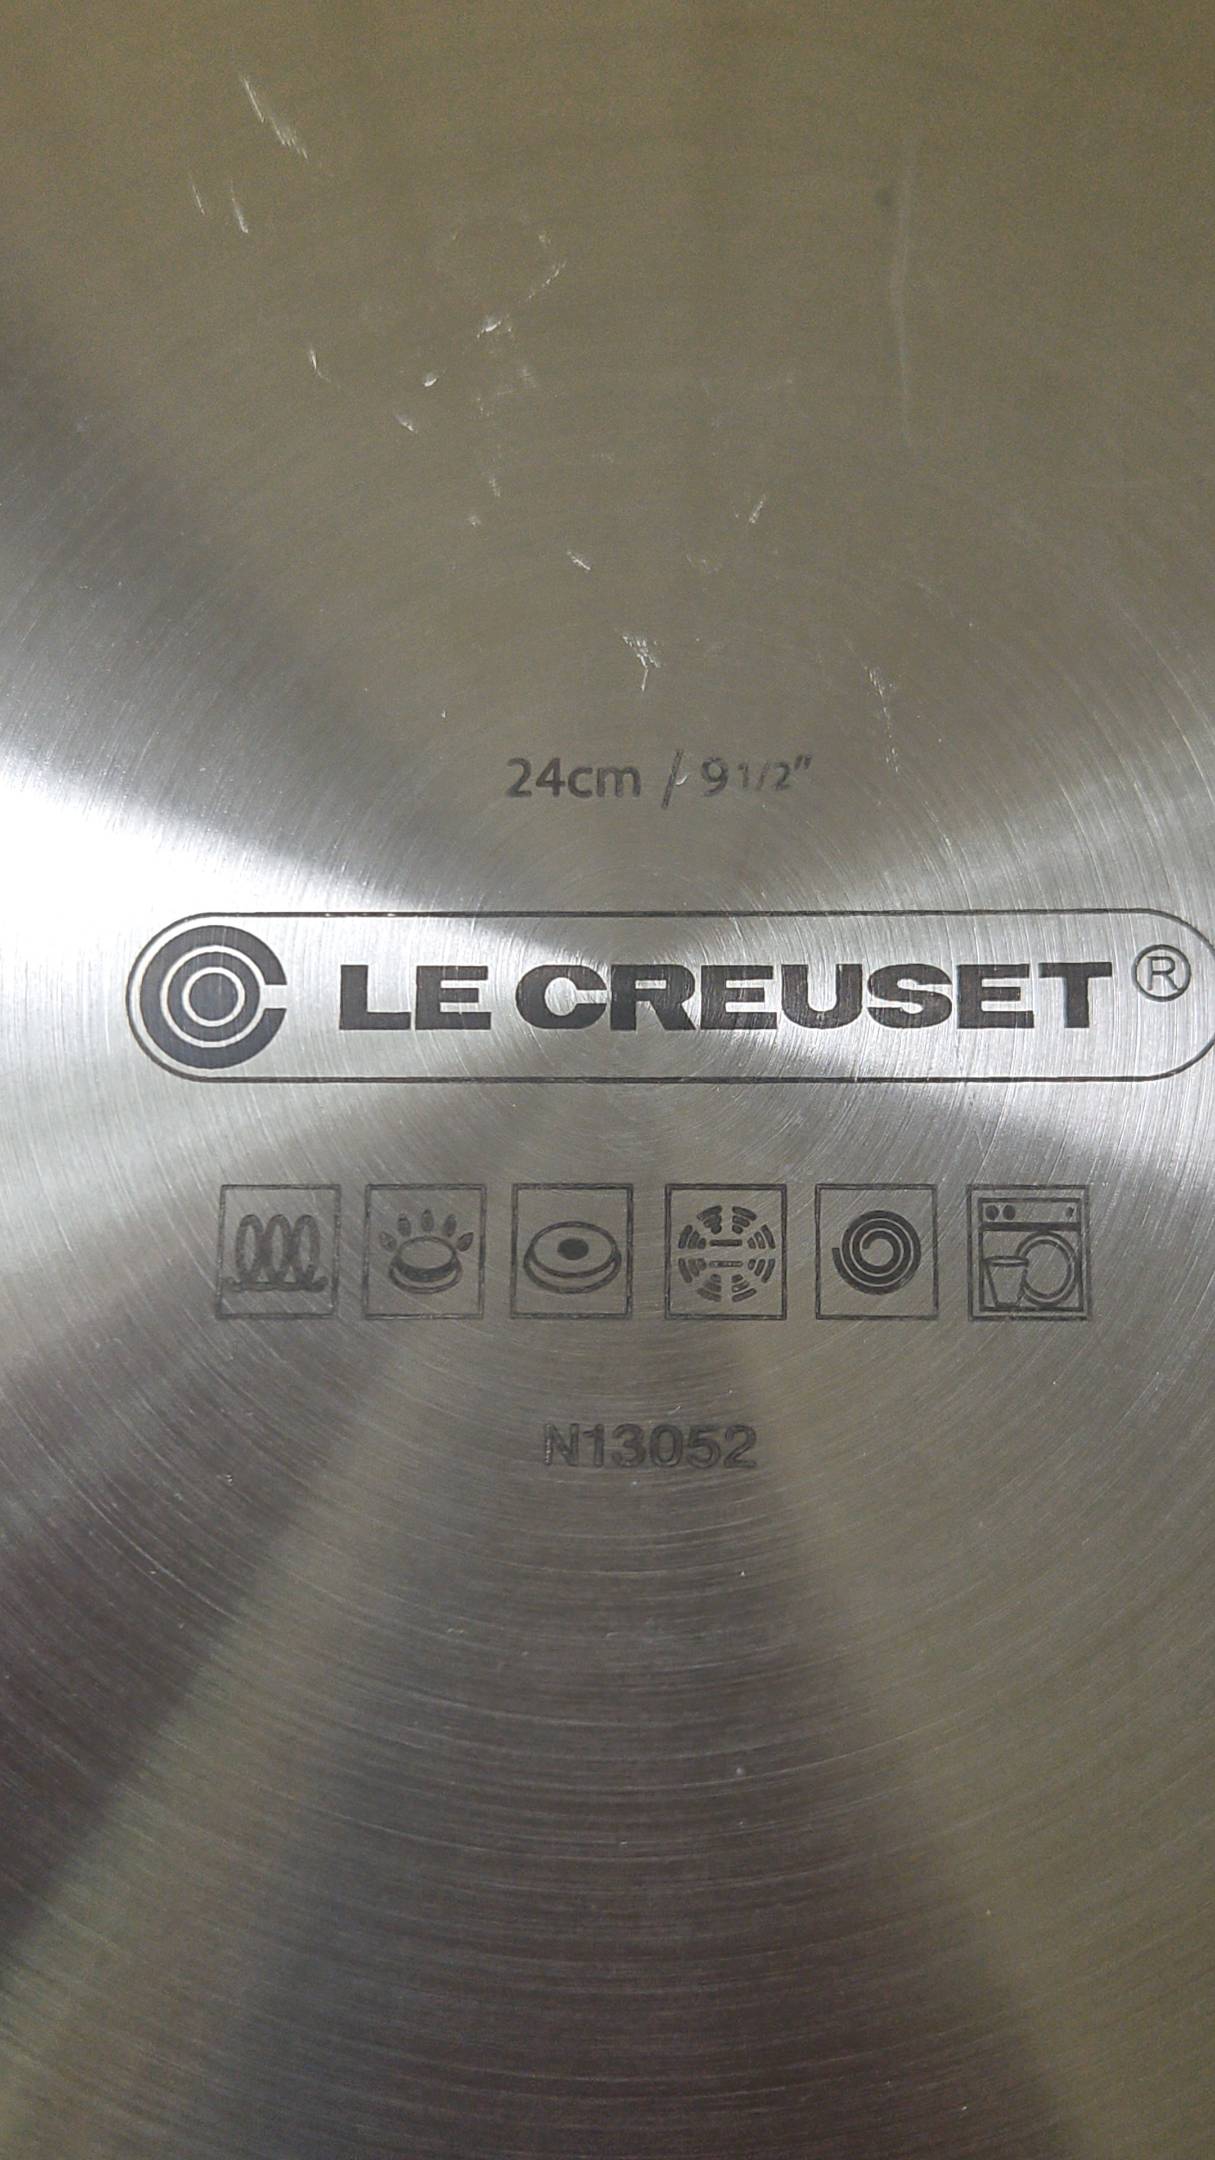 24cm / 9 1/2"
LE CREUSET®
N13052